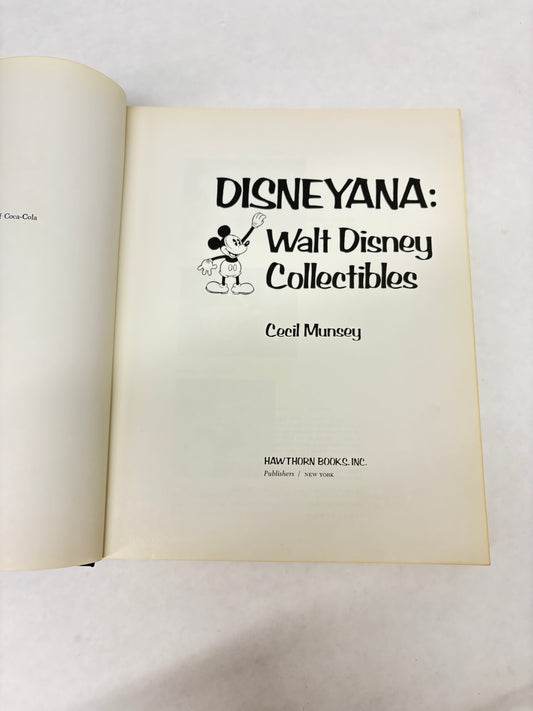 f Coca-Cola
DISNEYANA:
Walt Disney
Collectibles
Cecil Munsey
HAWTHORN BOOKS, INC.
Publishers / NEW YORK